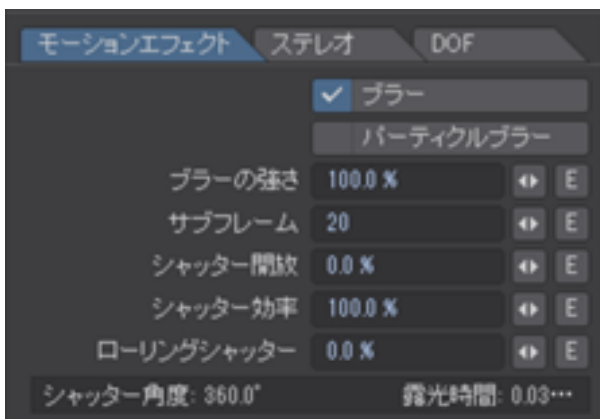 モーションエフェクト ステレオ DOF
ブラー
パーティクルブラー
ブラーの強さ 100.0 % E
サブフレーム 20 E
シャッター開放 0.0 % E
シャッター効率 100.0 % E
ローリングシャッター 0.0 % E
シャッター角度: 360.0° 露光時間: 0.03…